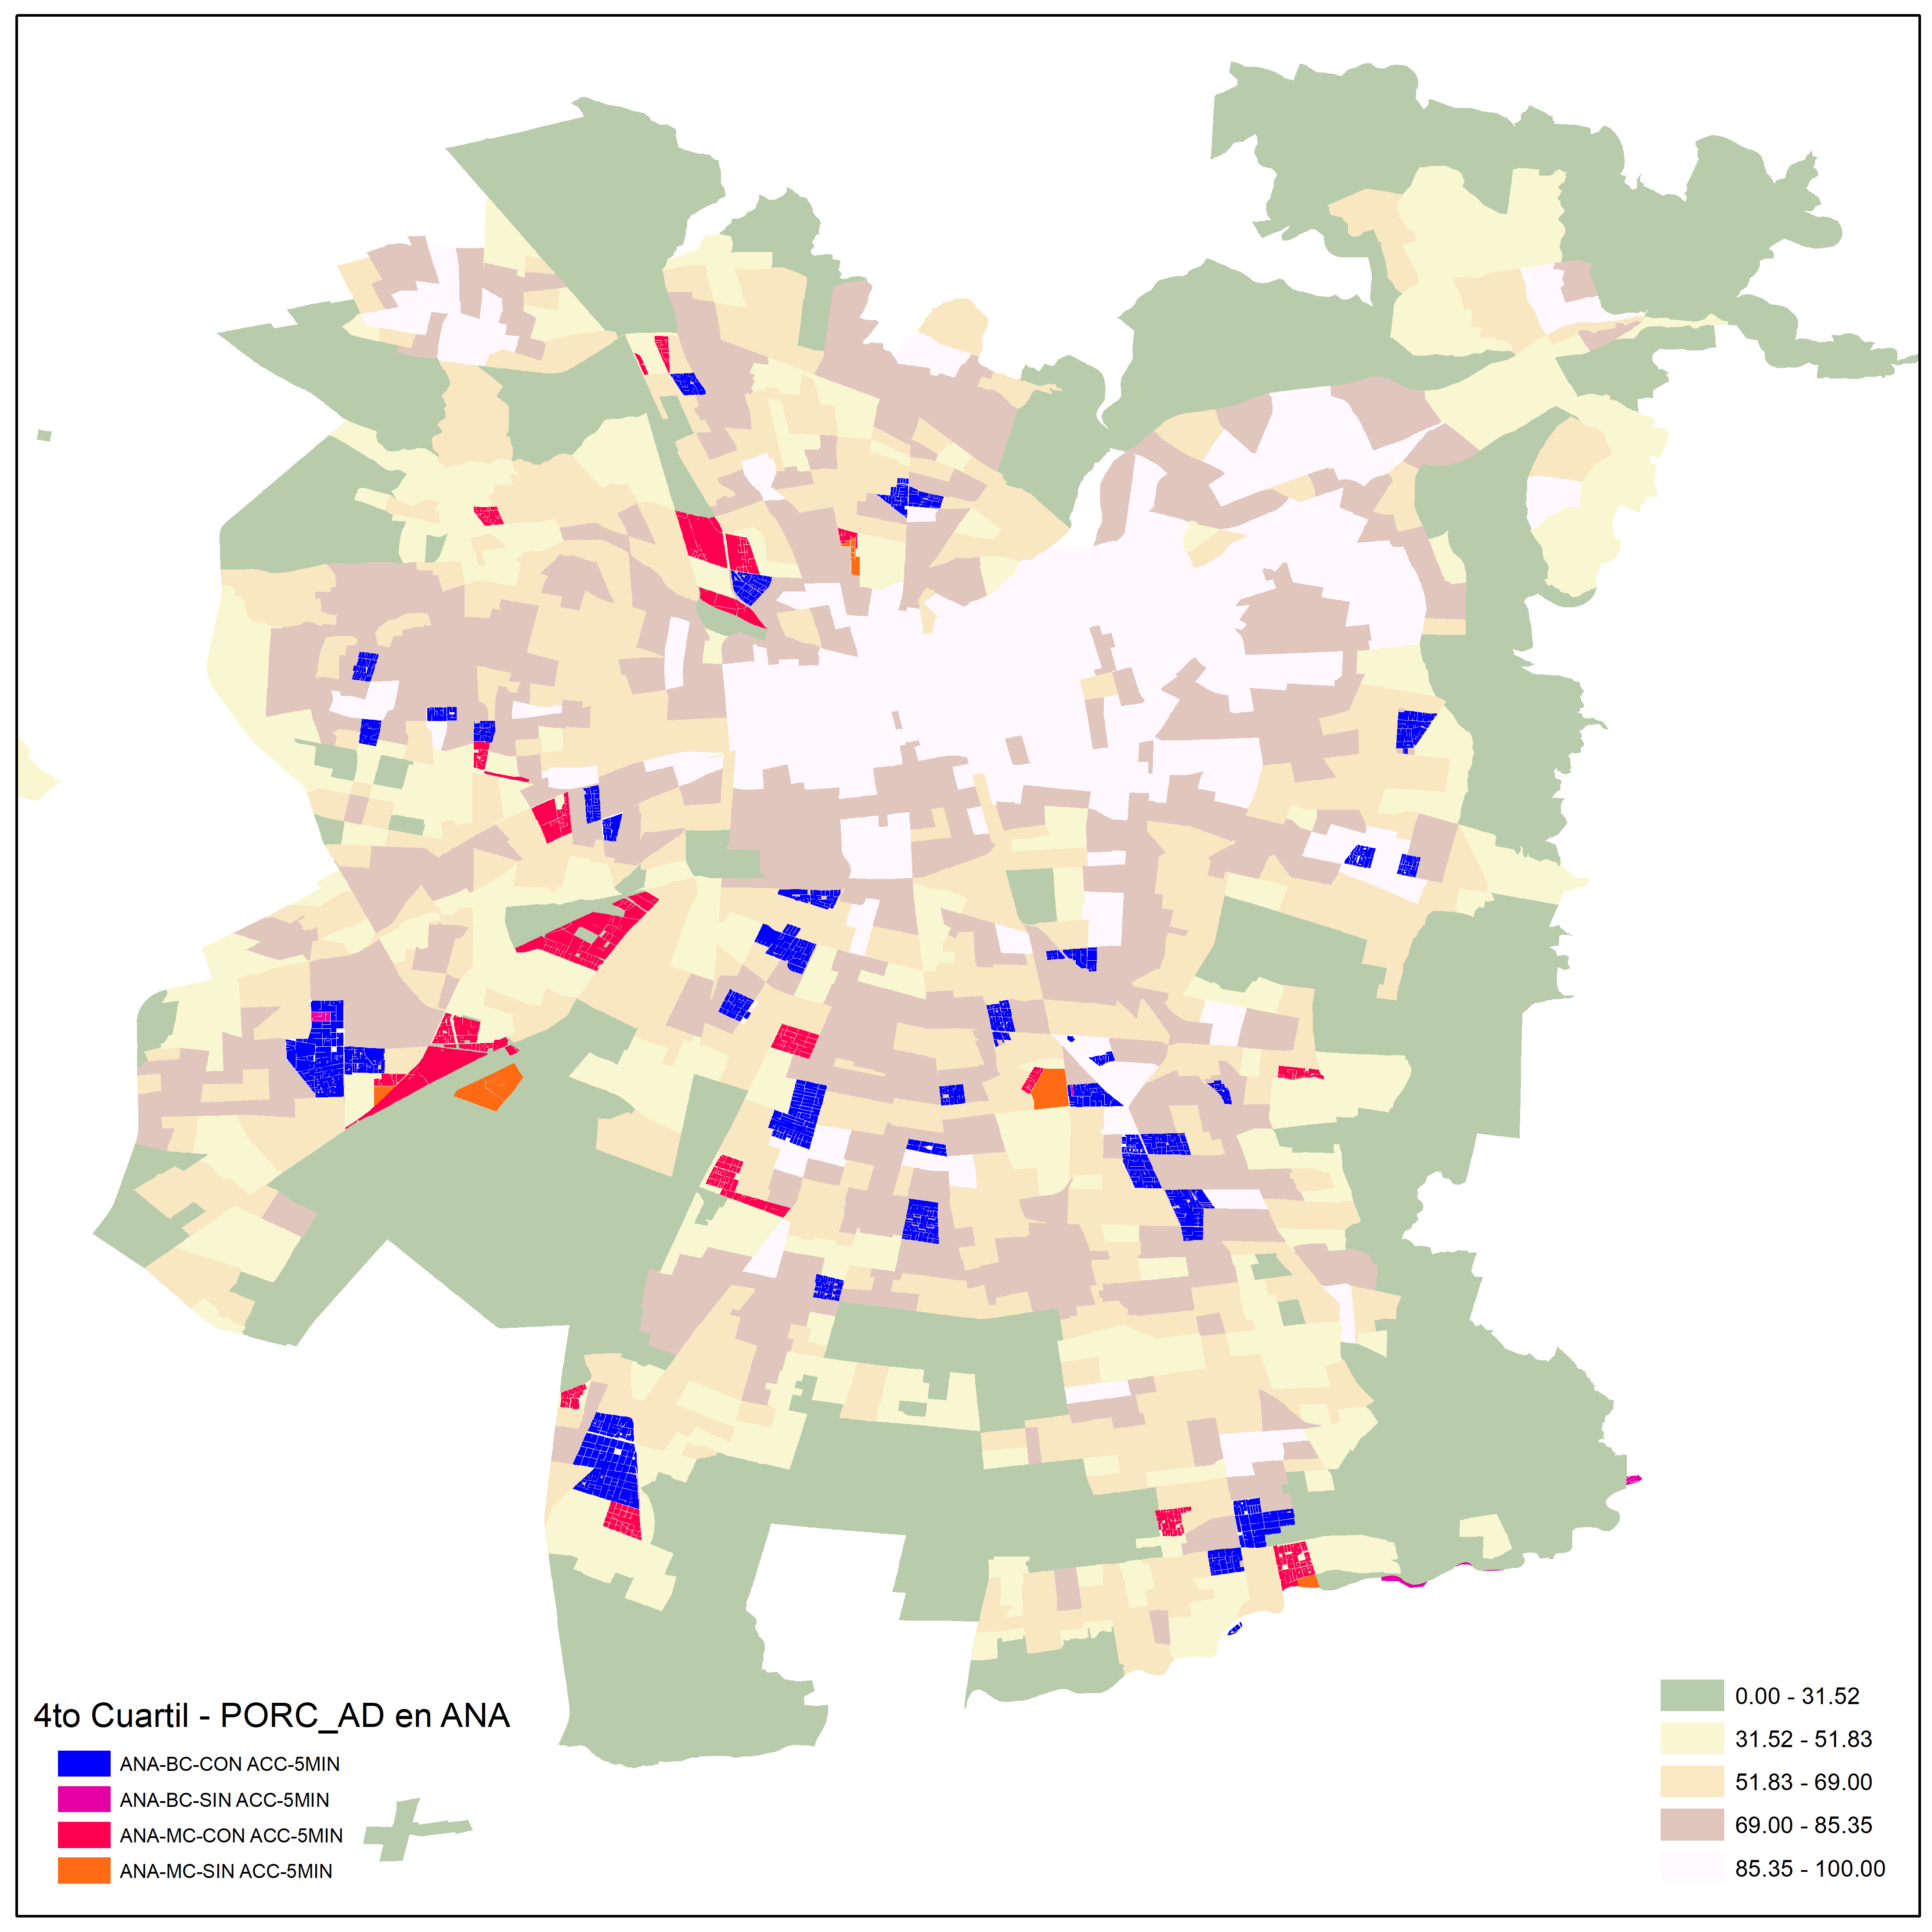 4to Cuartil - PORC_AD en ANA
ANA-BC-CON ACC-5MIN
ANA-BC-SIN ACC-5MIN
ANA-MC-CON ACC-5MIN
ANA-MC-SIN ACC-5MIN
0.00 - 31.52
31.52 - 51.83
51.83 - 69.00
69.00 - 85.35
85.35 - 100.00